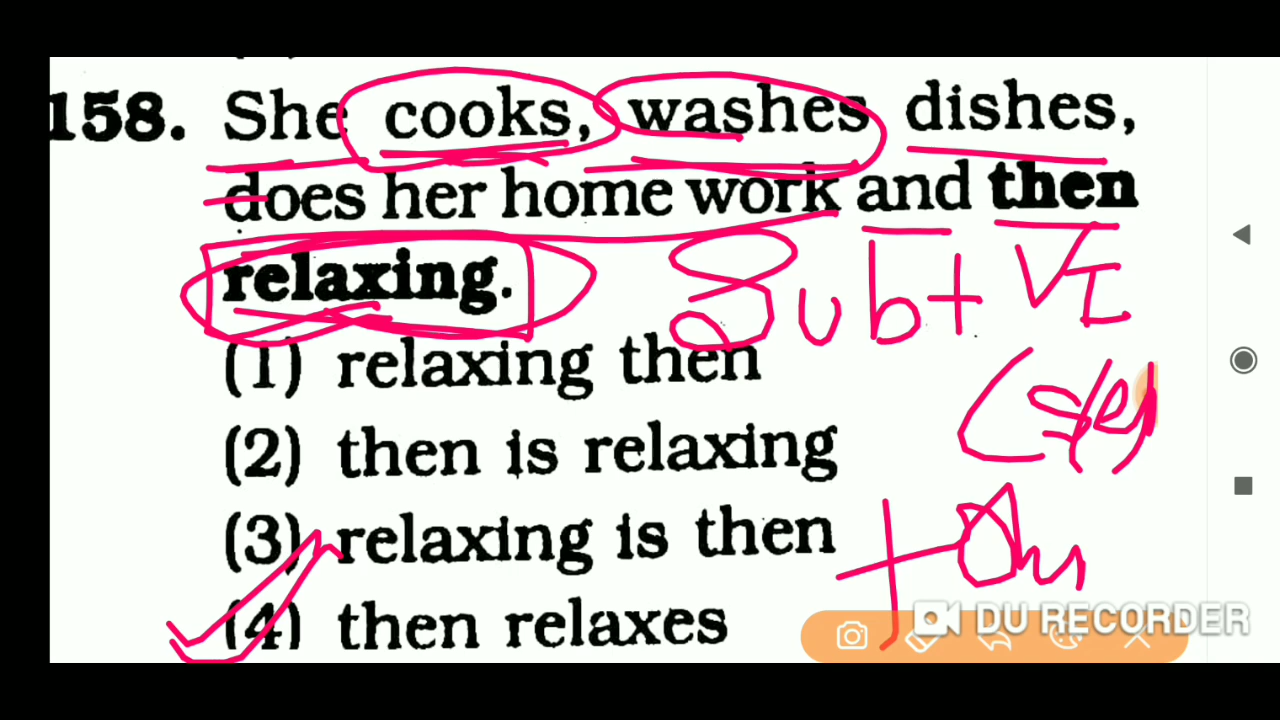 158. She cooks, washes dishes,
does her home work and then
relaxing.
Sub + VI
(1) relaxing then
(2) then is relaxing
(3) relaxing is then
(4) then relaxes
DU RECORDER